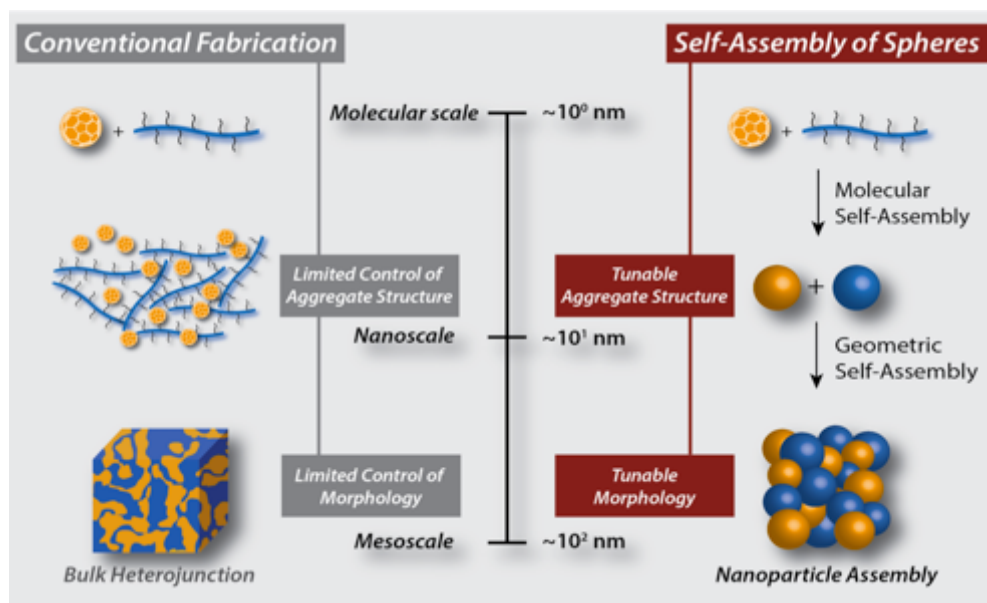 Conventional Fabrication
Self-Assembly of Spheres
Molecular scale
~10⁰ nm
+
+
Molecular
Self-Assembly
Limited Control of
Aggregate Structure
Tunable
Aggregate Structure
+
Nanoscale
~10¹ nm
Geometric
Self-Assembly
Limited Control of
Morphology
Tunable
Morphology
Mesoscale
~10² nm
Bulk Heterojunction
Nanoparticle Assembly